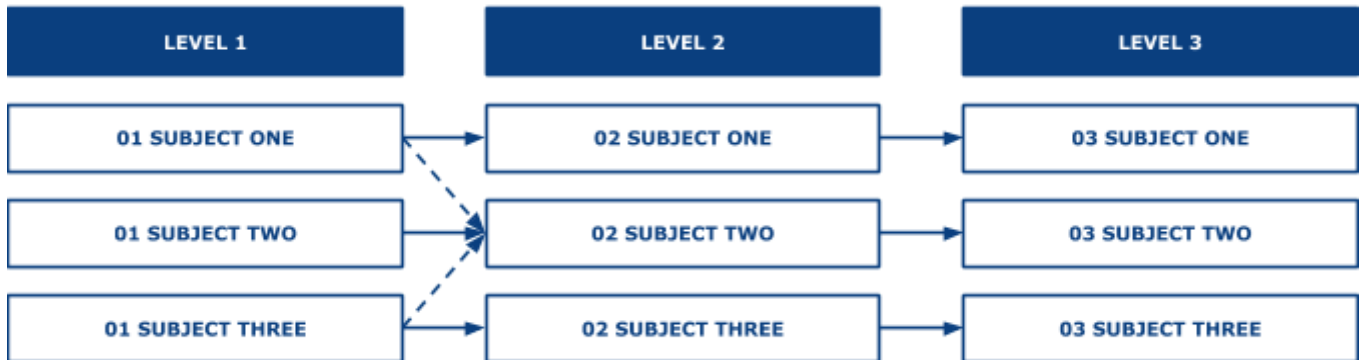 LEVEL 1
LEVEL 2
LEVEL 3
01 SUBJECT ONE
02 SUBJECT ONE
03 SUBJECT ONE
01 SUBJECT TWO
02 SUBJECT TWO
03 SUBJECT TWO
01 SUBJECT THREE
02 SUBJECT THREE
03 SUBJECT THREE